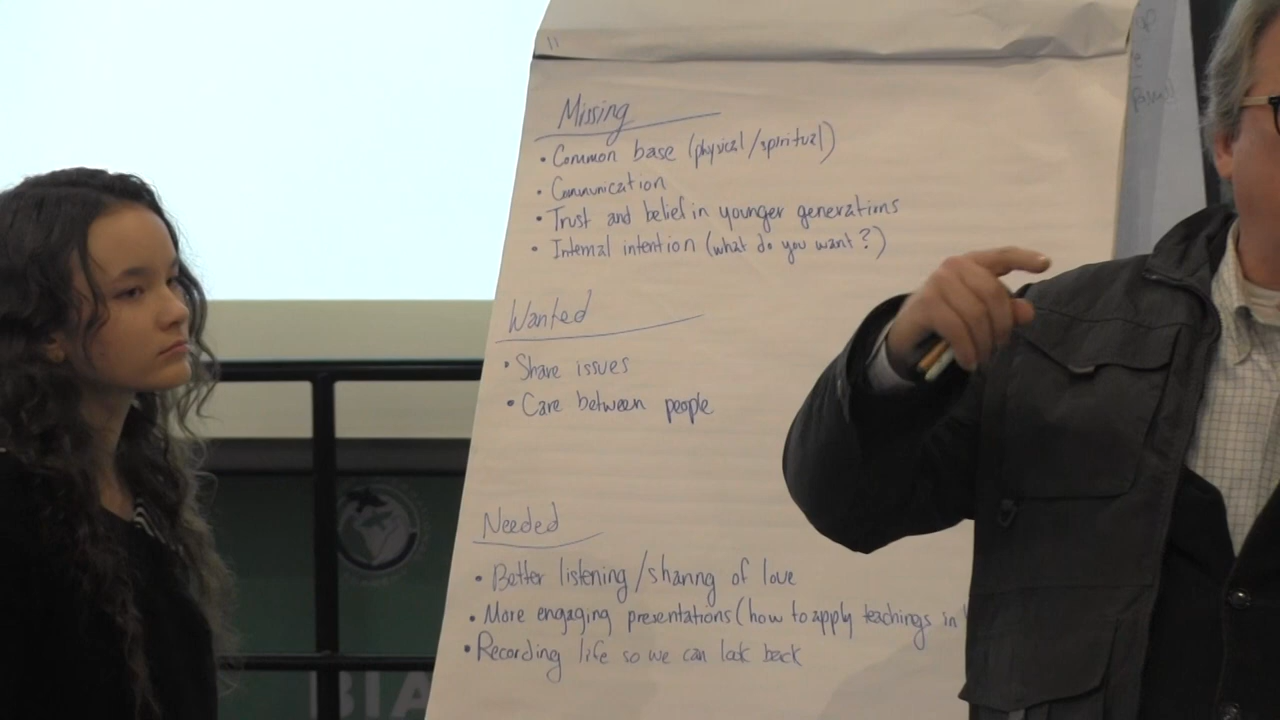 11
Missing
• Common base (physical/spiritual)
• Communication
• Trust and belief in younger generations
• Internal intention (what do you want?)
Wanted
• Share issues
• Care between people
Needed
• Better listening/sharing of love
• More engaging presentations (how to apply teachings in
• Recording life so we can look back
BIA